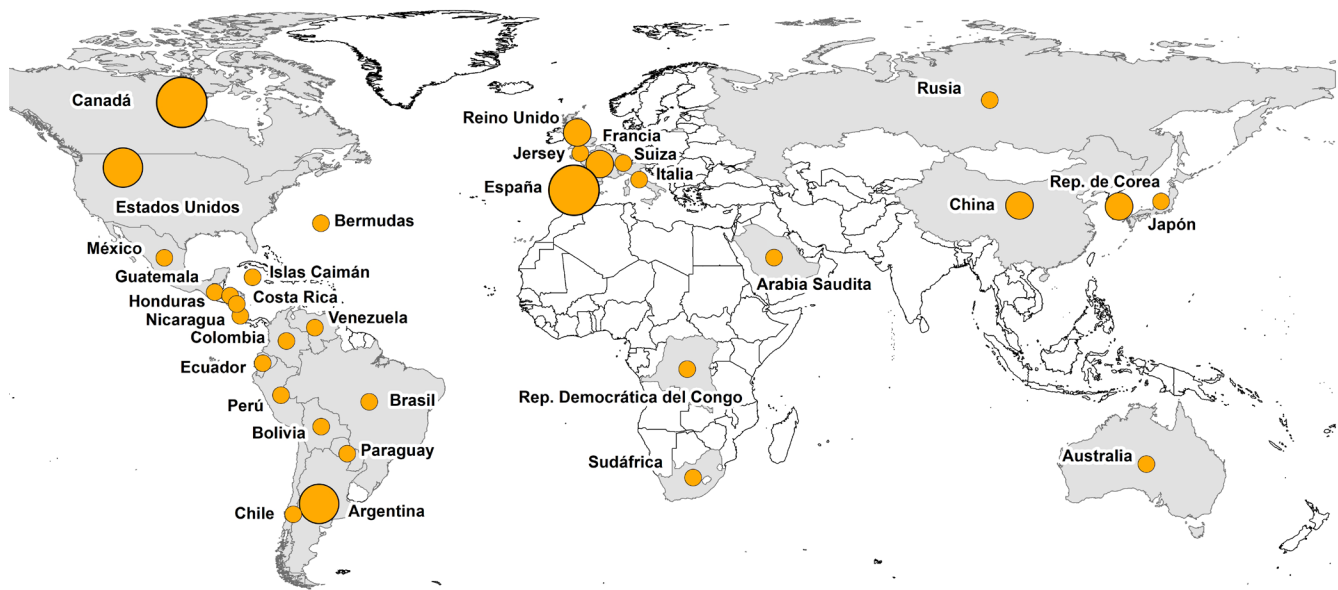 Canadá
Rusia
Reino Unido
Francia
Jersey
Suiza
Italia
España
Rep. de Corea
China
Japón
Estados Unidos
Bermudas
México
Guatemala
Islas Caimán
Arabia Saudita
Honduras
Costa Rica
Nicaragua
Venezuela
Colombia
Ecuador
Perú
Brasil
Rep. Democrática del Congo
Bolivia
Paraguay
Sudáfrica
Australia
Chile
Argentina